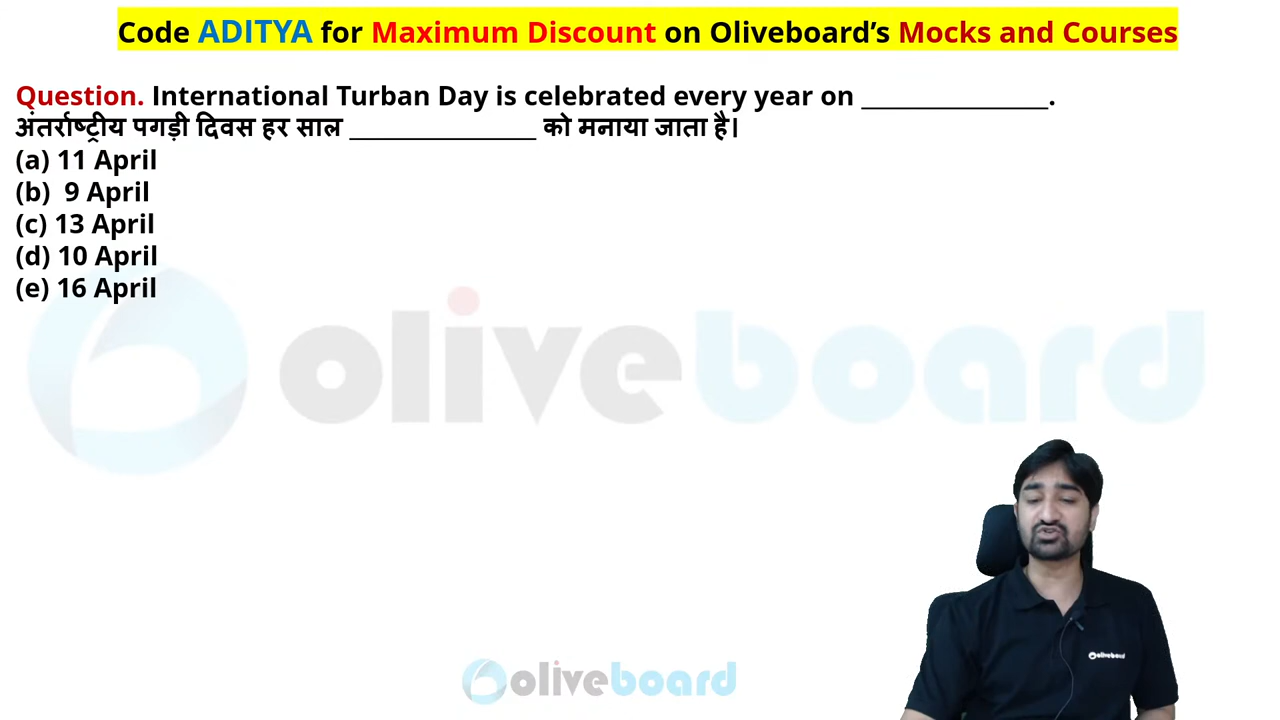 Code ADITYA for Maximum Discount on Oliveboard’s Mocks and Courses
Question. International Turban Day is celebrated every year on ________________.
अंतर्राष्ट्रीय पगड़ी दिवस हर साल ________________ को मनाया जाता है।
(a) 11 April
(b) 9 April
(c) 13 April
(d) 10 April
(e) 16 April
oliveboard
oliveboard
oliveboard